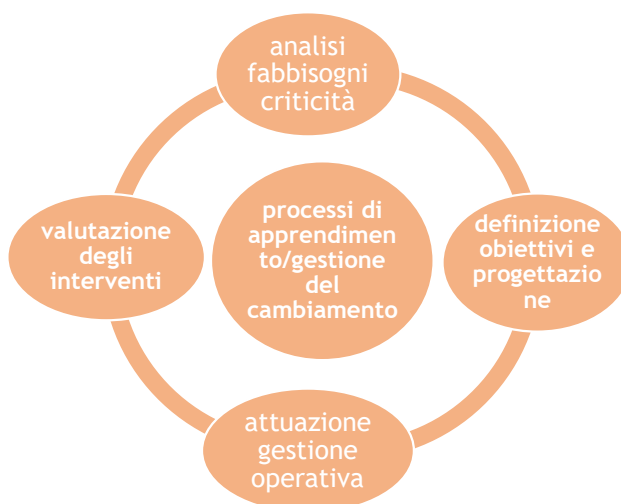 analisi
fabbisogni
criticità
valutazione
degli
interventi
processi di
apprendimen
to/gestione
del
cambiamento
definizione
obiettivi e
progettazio
ne
attuazione
gestione
operativa